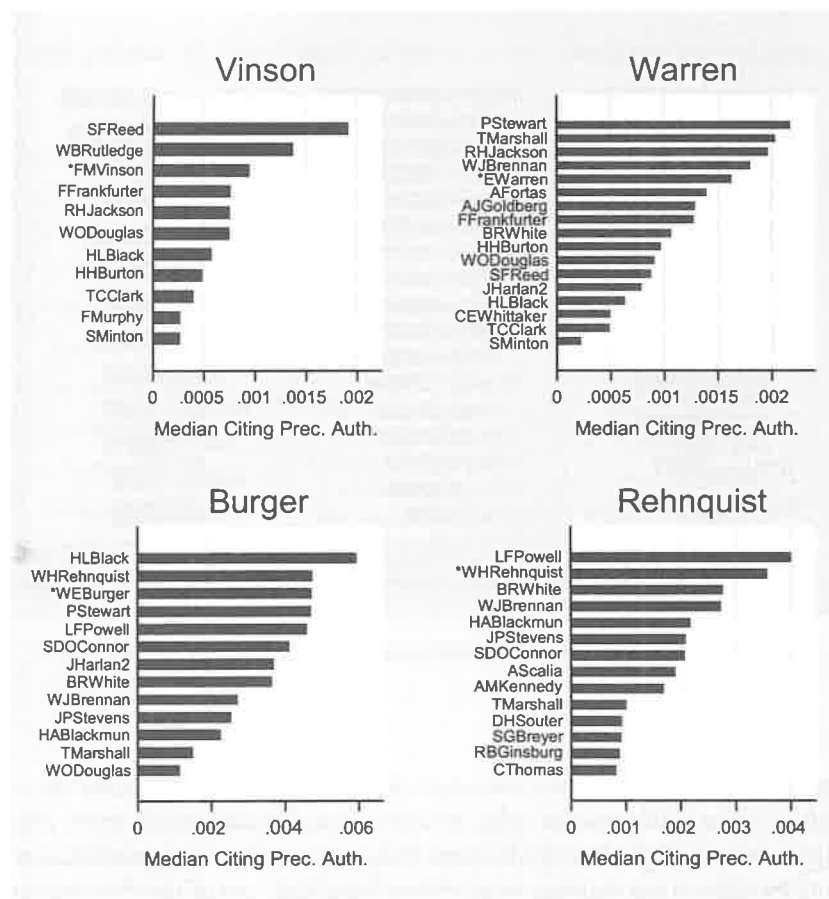 Vinson
SFReed
WBRutledge
*FMVinson
FFrankfurter
RHJackson
WODouglas
HLBlack
HHBurton
TCClark
FMurphy
SMinton
0 .0005 .001 .0015 .002
Median Citing Prec. Auth.
Warren
PStewart
TMarshall
RHJackson
WJBrennan
*EWarren
AFortas
AJGoldberg
FFrankfurter
BRWhite
HHBurton
WODouglas
SFReed
JHarlan2
HLBlack
CEWhittaker
TCClark
SMinton
0 .0005 .001 .0015 .002
Median Citing Prec. Auth.
Burger
HLBlack
WHRehnquist
*WEBurger
PStewart
LFPowell
SDOConnor
JHarlan2
BRWhite
WJBrennan
JPStevens
HABlackmun
TMarshall
WODouglas
0 .002 .004 .006
Median Citing Prec. Auth.
Rehnquist
LFPowell
*WHRehnquist
BRWhite
WJBrennan
HABlackmun
JPStevens
SDOConnor
AScalia
AMKennedy
TMarshall
DHSouter
SGBreyer
RBGinsburg
CThomas
0 .001 .002 .003 .004
Median Citing Prec. Auth.